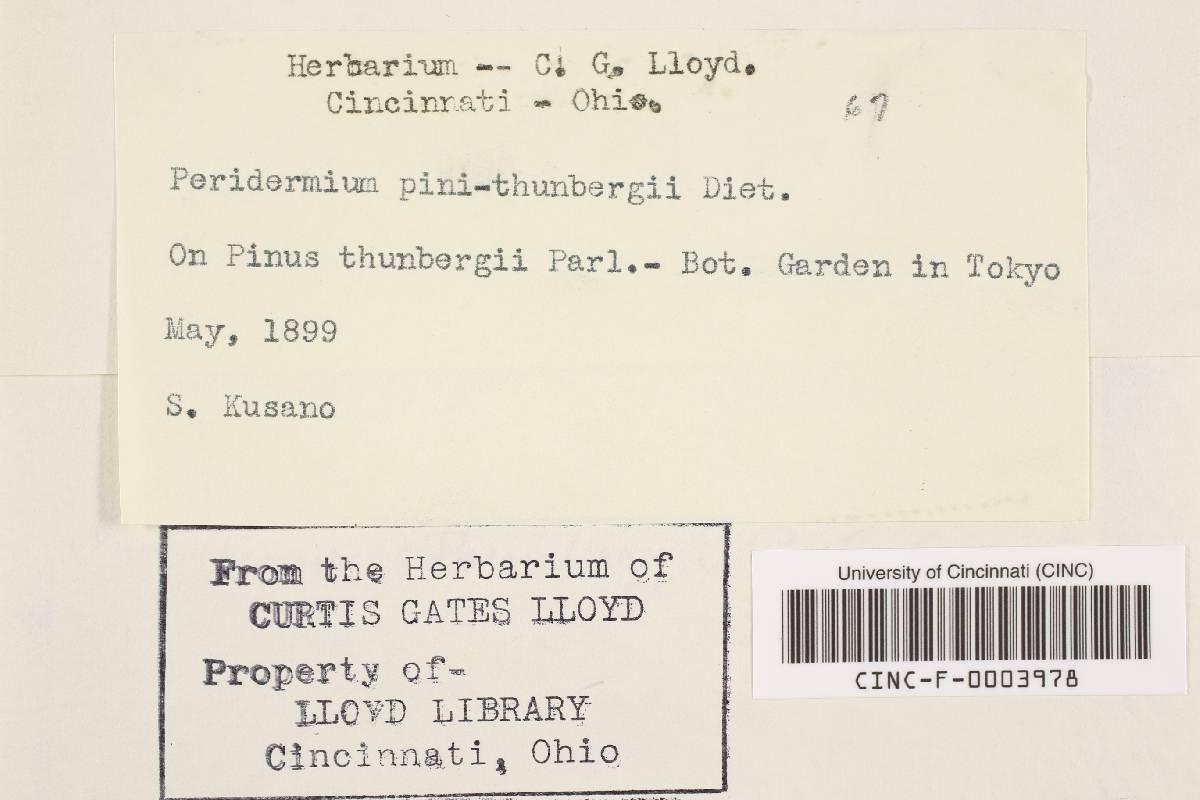 Herbarium -- C. G. Lloyd.
Cincinnati - Ohio.
67
Peridermium pini-thunbergii Diet.
On Pinus thunbergii Parl.- Bot. Garden in Tokyo
May, 1899
S. Kusano
From the Herbarium of
CURTIS GATES LLOYD
Property of-
LLOYD LIBRARY
Cincinnati, Ohio
University of Cincinnati (CINC)
CINC-F-0003978